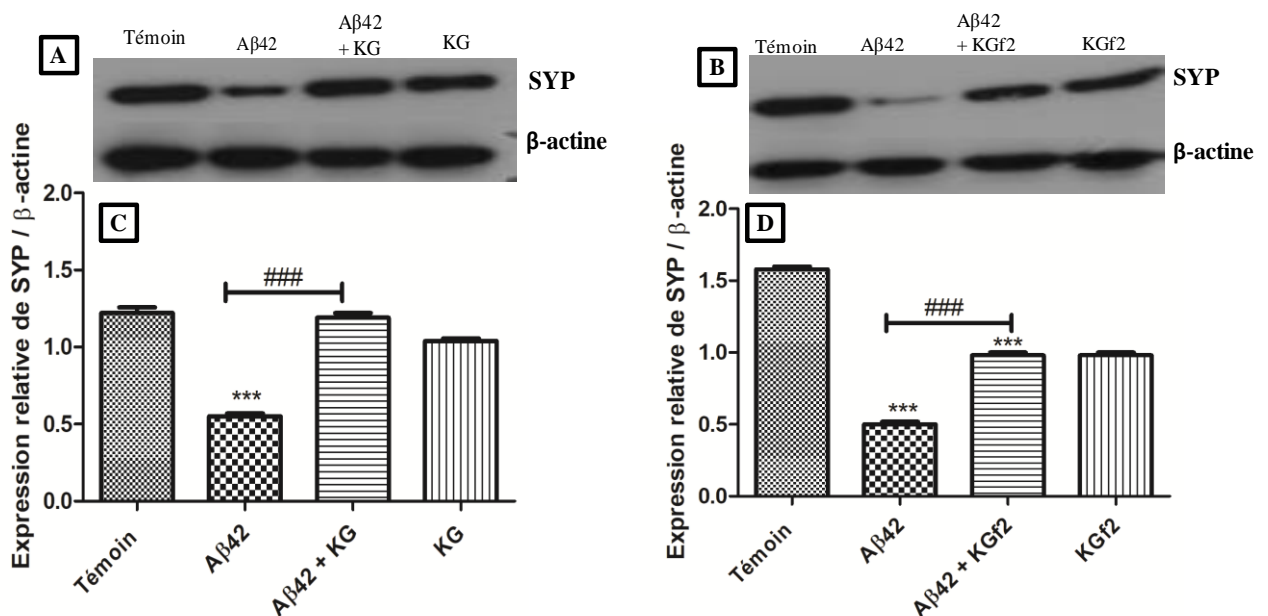 A
Témoin
Aβ42
Aβ42
+ KG
KG
SYP
β-actine
Expression relative de SYP / β-actine
2.0
1.5
1.0
0.5
0.0
C
###
***
Témoin
Aβ42
Aβ42 + KG
KG
B
Témoin
Aβ42
Aβ42
+ KGf2
KGf2
SYP
β-actine
Expression relative de SYP / β-actine
2.0
1.5
1.0
0.5
0.0
D
###
***
***
Témoin
Aβ42
Aβ42 + KGf2
KGf2